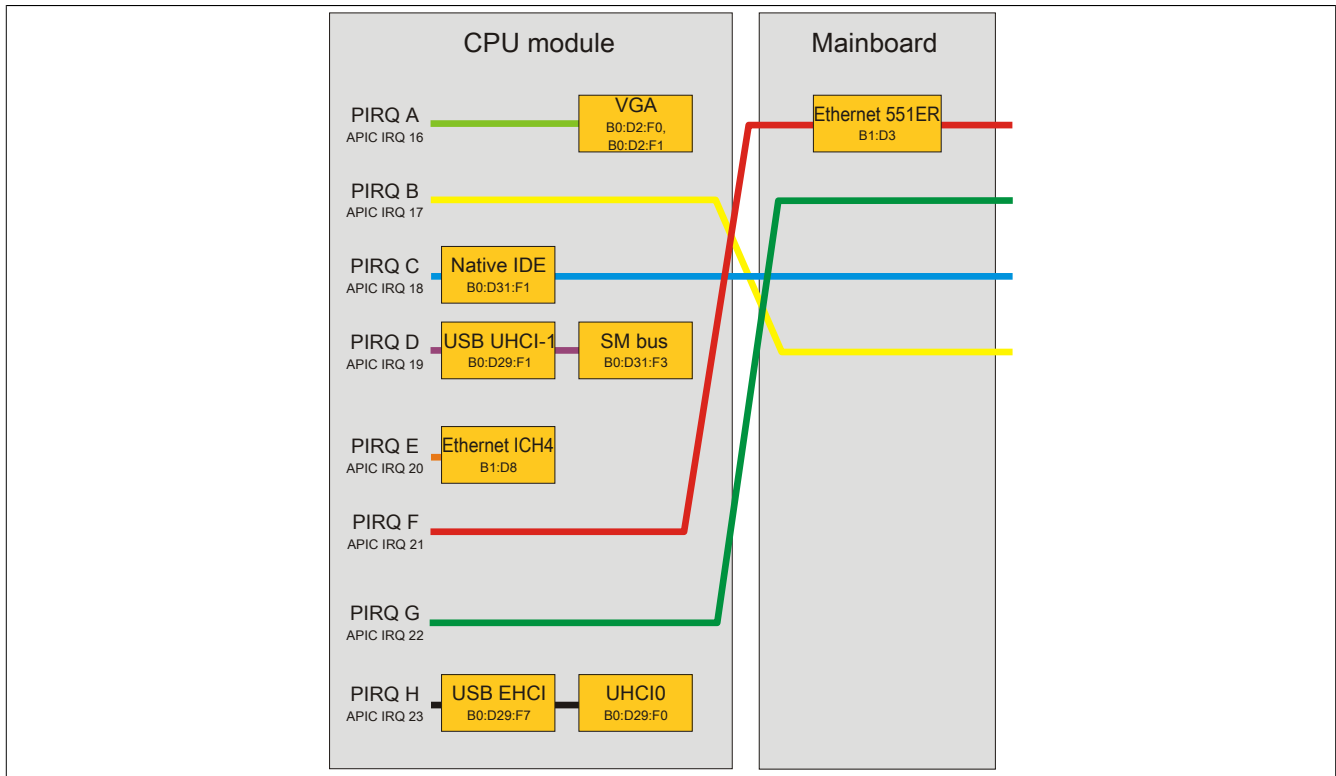 CPU module
Mainboard
PIRQ A
APIC IRQ 16
VGA
B0:D2:F0,
B0:D2:F1
Ethernet 551ER
B1:D3
PIRQ B
APIC IRQ 17
PIRQ C
APIC IRQ 18
Native IDE
B0:D31:F1
PIRQ D
APIC IRQ 19
USB UHCI-1
B0:D29:F1
SM bus
B0:D31:F3
PIRQ E
APIC IRQ 20
Ethernet ICH4
B1:D8
PIRQ F
APIC IRQ 21
PIRQ G
APIC IRQ 22
PIRQ H
APIC IRQ 23
USB EHCI
B0:D29:F7
UHCI0
B0:D29:F0